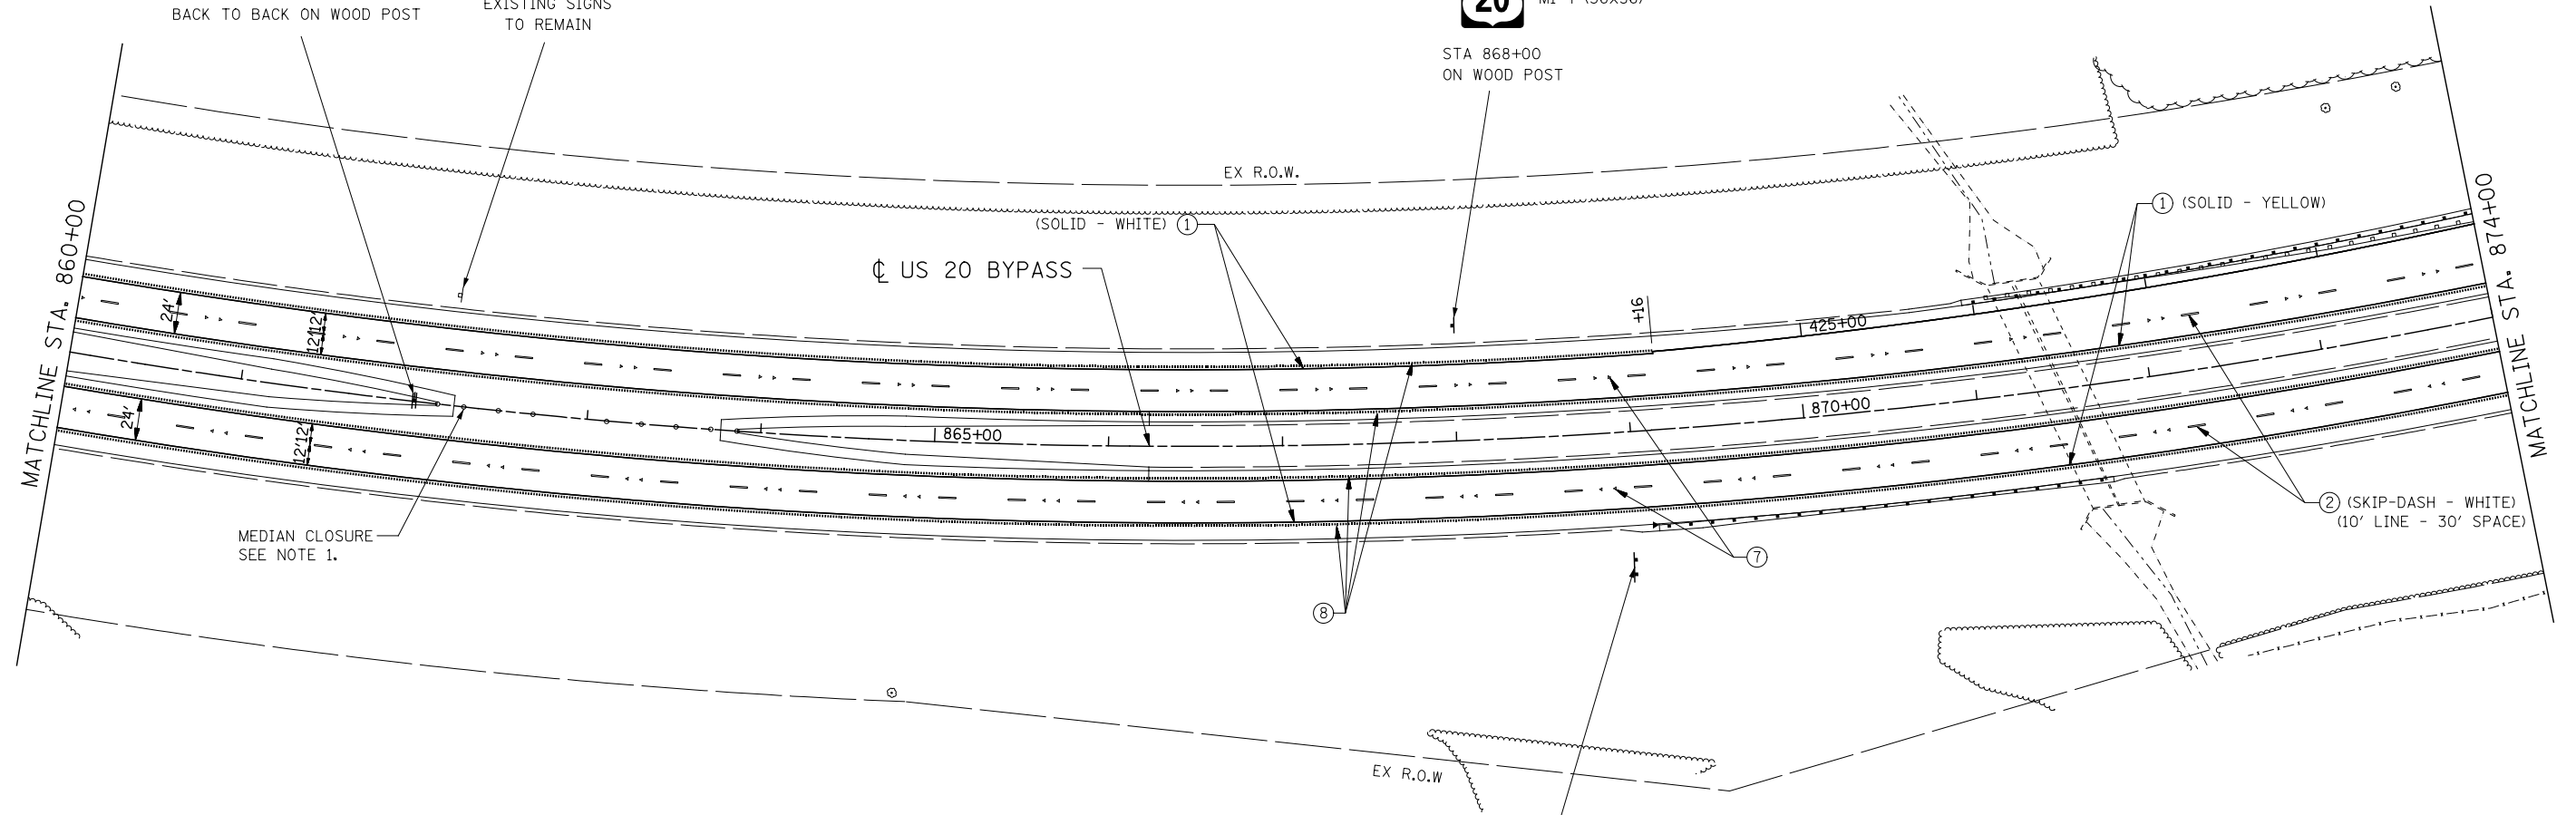 BACK TO BACK ON WOOD POST
EXISTING SIGNS
TO REMAIN
20
STA 868+00
ON WOOD POST
EX R.O.W.
MATCHLINE STA. 860+00
MATCHLINE STA. 874+00
(SOLID - WHITE) 1
1 (SOLID - YELLOW)
℄ US 20 BYPASS
24'
12'
12'
+16
425+00
870+00
865+00
24'
12'
12'
MEDIAN CLOSURE
SEE NOTE 1.
2 (SKIP-DASH - WHITE)
(10' LINE - 30' SPACE)
7
8
EX R.O.W